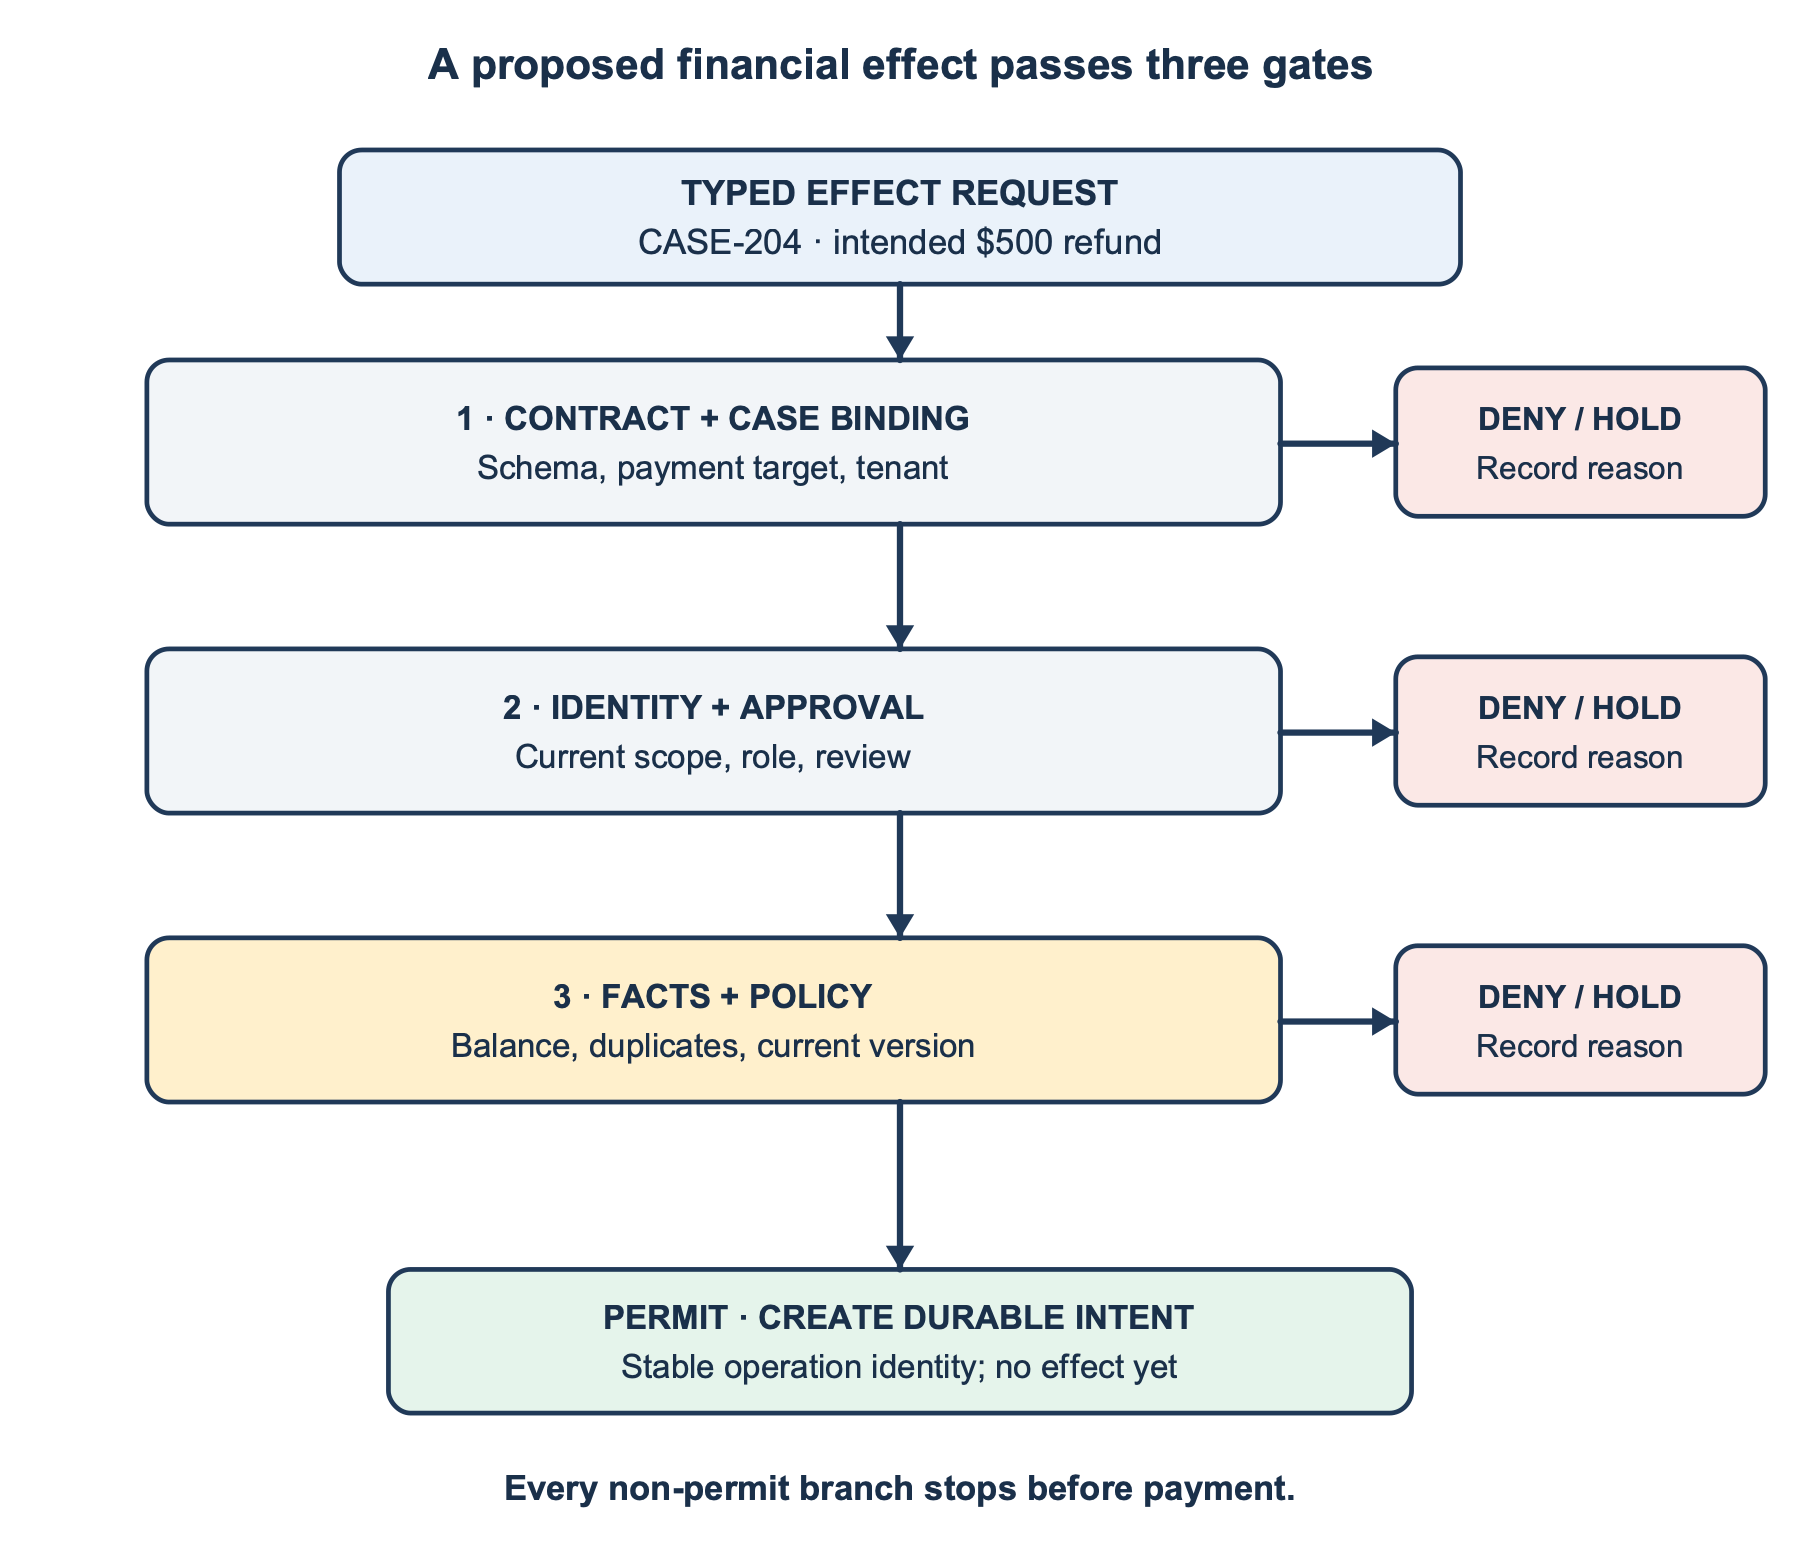 A proposed financial effect passes three gates
TYPED EFFECT REQUEST
CASE-204 · intended $500 refund
1 · CONTRACT + CASE BINDING
Schema, payment target, tenant
DENY / HOLD
Record reason
2 · IDENTITY + APPROVAL
Current scope, role, review
DENY / HOLD
Record reason
3 · FACTS + POLICY
Balance, duplicates, current version
DENY / HOLD
Record reason
PERMIT · CREATE DURABLE INTENT
Stable operation identity; no effect yet
Every non-permit branch stops before payment.